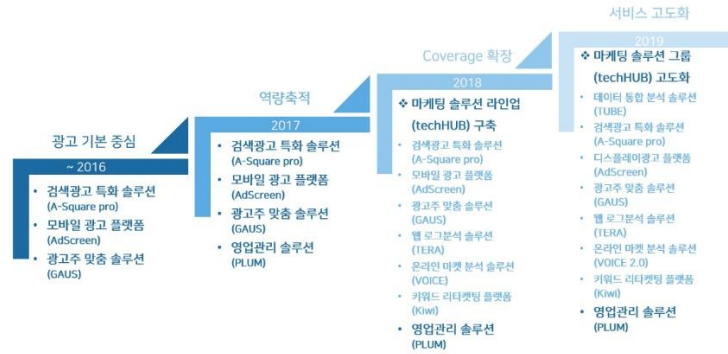 광고 기본 중심
~ 2016
• 검색광고 특화 솔루션
(A-Square pro)
• 모바일 광고 플랫폼
(AdScreen)
• 광고주 맞춤 솔루션
(GAUS)
역량축적
2017
• 검색광고 특화 솔루션
(A-Square pro)
• 모바일 광고 플랫폼
(AdScreen)
• 광고주 맞춤 솔루션
(GAUS)
• 영업관리 솔루션
(PLUM)
Coverage 확장
2018
❖ 마케팅 솔루션 라인업
(techHUB) 구축
• 검색광고 특화 솔루션
(A-Square pro)
• 모바일 광고 플랫폼
(AdScreen)
• 광고주 맞춤 솔루션
(GAUS)
• 웹 로그분석 솔루션
(TERA)
• 온라인 마켓 분석 솔루션
(VOICE)
• 키워드 리타켓팅 플랫폼
(Kiwi)
• 영업관리 솔루션
(PLUM)
서비스 고도화
2019
❖ 마케팅 솔루션 그룹
(techHUB) 고도화
• 데이터 통합 분석 솔루션
(TUBE)
• 검색광고 특화 솔루션
(A-Square pro)
• 디스플레이광고 플랫폼
(AdScreen)
• 광고주 맞춤 솔루션
(GAUS)
• 웹 로그분석 솔루션
(TERA)
• 온라인 마켓 분석 솔루션
(VOICE 2.0)
• 키워드 리타켓팅 플랫폼
(Kiwi)
• 영업관리 솔루션
(PLUM)